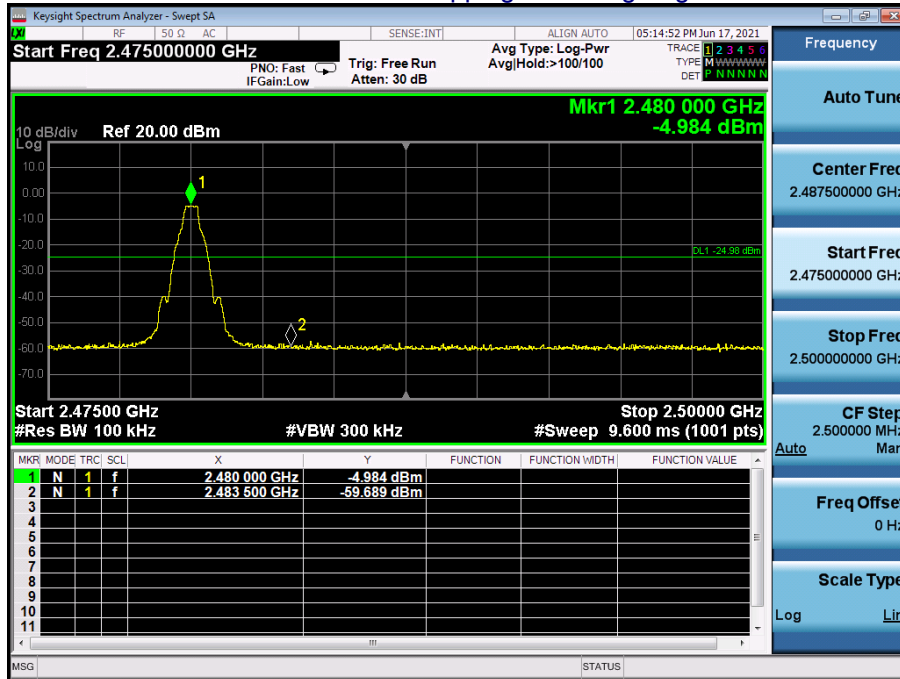 Keysight Spectrum Analyzer - Swept SA
LXI RF 50 Ω AC SENSE:INT ALIGN AUTO 05:14:52 PM Jun 17, 2021
Start Freq 2.475000000 GHz
PNO: Fast Trig: Free Run Avg Type: Log-Pwr TRACE 1 2 3 4 5 6
IFGain:Low Atten: 30 dB Avg|Hold:>100/100 TYPE M WWWWW
DET P N N N N N
Mkr1 2.480 000 GHz
-4.984 dBm
10 dB/div Ref 20.00 dBm
Log
10.0
0.00
-10.0
-20.0
-30.0
-40.0
-50.0
-60.0
-70.0
1
DL1 -24.98 dBm
2
Start 2.47500 GHz Stop 2.50000 GHz
#Res BW 100 kHz #VBW 300 kHz #Sweep 9.600 ms (1001 pts)
MKR MODE TRC SCL X Y FUNCTION FUNCTION WIDTH FUNCTION VALUE
1 N 1 f 2.480 000 GHz -4.984 dBm
2 N 1 f 2.483 500 GHz -59.689 dBm
3
4
5
6
7
8
9
10
11
MSG STATUS
Frequency
Auto Tune
Center Freq
2.487500000 GHz
Start Freq
2.475000000 GHz
Stop Freq
2.500000000 GHz
CF Step
2.500000 MHz
Auto Man
Freq Offset
0 Hz
Scale Type
Log Lin